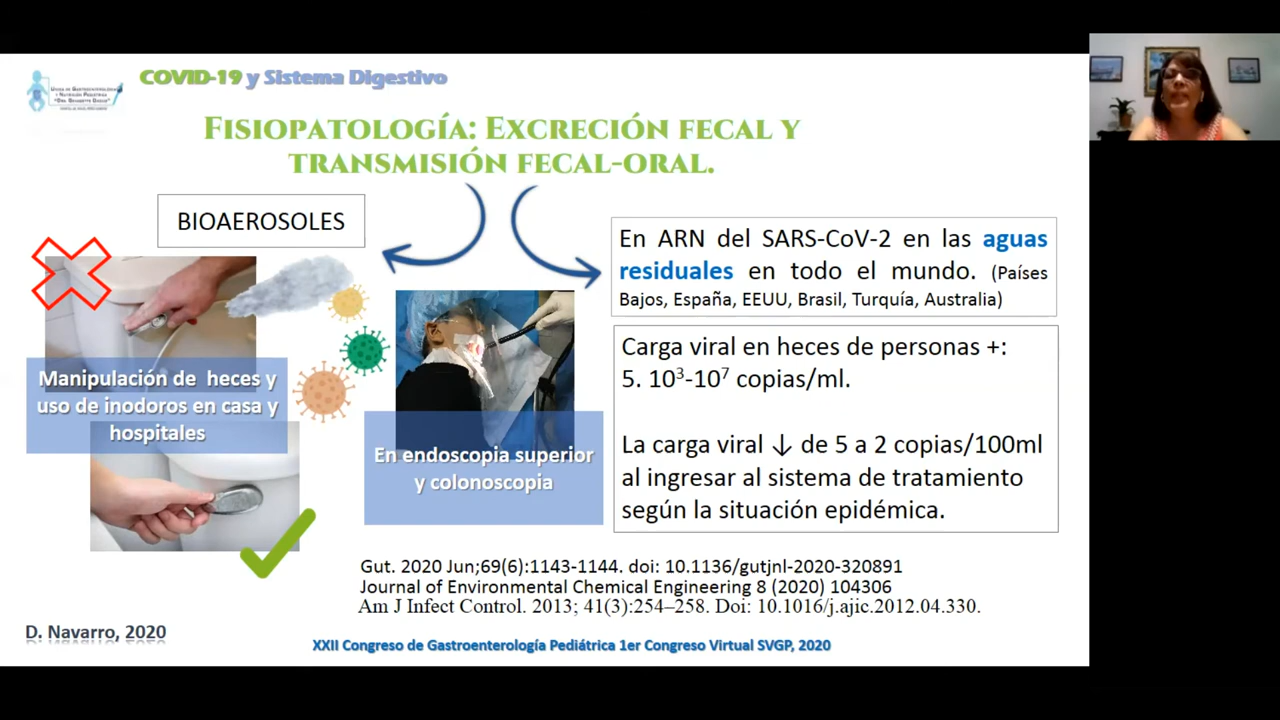 UNIDAD DE GASTROENTEROLOGÍA
Y NUTRICIÓN PEDIÁTRICA
COVID-19 y Sistema Digestivo
FISIOPATOLOGÍA: EXCRECIÓN FECAL Y
TRANSMISIÓN FECAL-ORAL.
BIOAEROSOLES
Manipulación de heces y
uso de inodoros en casa y
hospitales
En endoscopia superior
y colonoscopia
En ARN del SARS-CoV-2 en las aguas
residuales en todo el mundo. (Países
Bajos, España, EEUU, Brasil, Turquía, Australia)
Carga viral en heces de personas +:
5. 10³-10⁷ copias/ml.
La carga viral ↓ de 5 a 2 copias/100ml
al ingresar al sistema de tratamiento
según la situación epidémica.
Gut. 2020 Jun;69(6):1143-1144. doi: 10.1136/gutjnl-2020-320891
Journal of Environmental Chemical Engineering 8 (2020) 104306
Am J Infect Control. 2013; 41(3):254–258. Doi: 10.1016/j.ajic.2012.04.330.
D. Navarro, 2020
XXII Congreso de Gastroenterología Pediátrica 1er Congreso Virtual SVGP, 2020